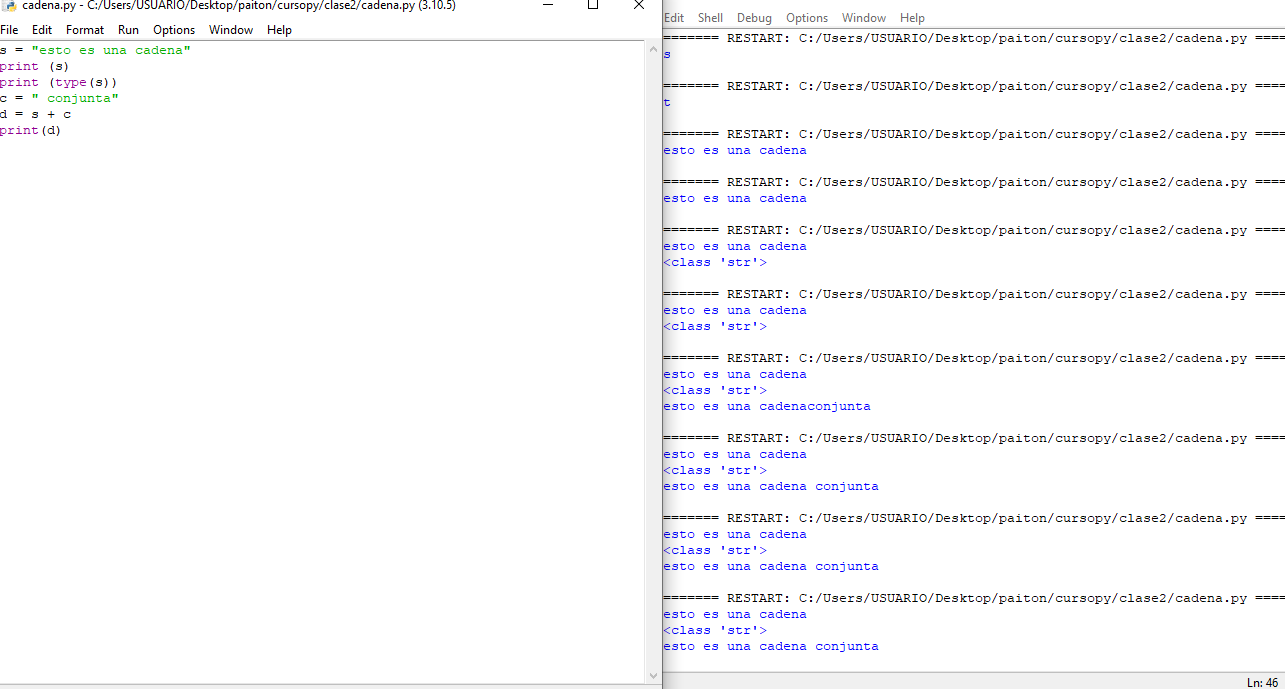 cadena.py - C:/Users/USUARIO/Desktop/paiton/cursopy/clase2/cadena.py (3.10.5)
File Edit Format Run Options Window Help
s = "esto es una cadena"
print (s)
print (type(s))
c = " conjunta"
d = s + c
print(d)
Edit Shell Debug Options Window Help
======= RESTART: C:/Users/USUARIO/Desktop/paiton/cursopy/clase2/cadena.py ====
s
======= RESTART: C:/Users/USUARIO/Desktop/paiton/cursopy/clase2/cadena.py ====
t
======= RESTART: C:/Users/USUARIO/Desktop/paiton/cursopy/clase2/cadena.py ====
esto es una cadena
======= RESTART: C:/Users/USUARIO/Desktop/paiton/cursopy/clase2/cadena.py ====
esto es una cadena
======= RESTART: C:/Users/USUARIO/Desktop/paiton/cursopy/clase2/cadena.py ====
esto es una cadena
<class 'str'>
======= RESTART: C:/Users/USUARIO/Desktop/paiton/cursopy/clase2/cadena.py ====
esto es una cadena
<class 'str'>
======= RESTART: C:/Users/USUARIO/Desktop/paiton/cursopy/clase2/cadena.py ====
esto es una cadena
<class 'str'>
esto es una cadenaconjunta
======= RESTART: C:/Users/USUARIO/Desktop/paiton/cursopy/clase2/cadena.py ====
esto es una cadena
<class 'str'>
esto es una cadena conjunta
======= RESTART: C:/Users/USUARIO/Desktop/paiton/cursopy/clase2/cadena.py ====
esto es una cadena
<class 'str'>
esto es una cadena conjunta
======= RESTART: C:/Users/USUARIO/Desktop/paiton/cursopy/clase2/cadena.py ====
esto es una cadena
<class 'str'>
esto es una cadena conjunta
Ln: 46